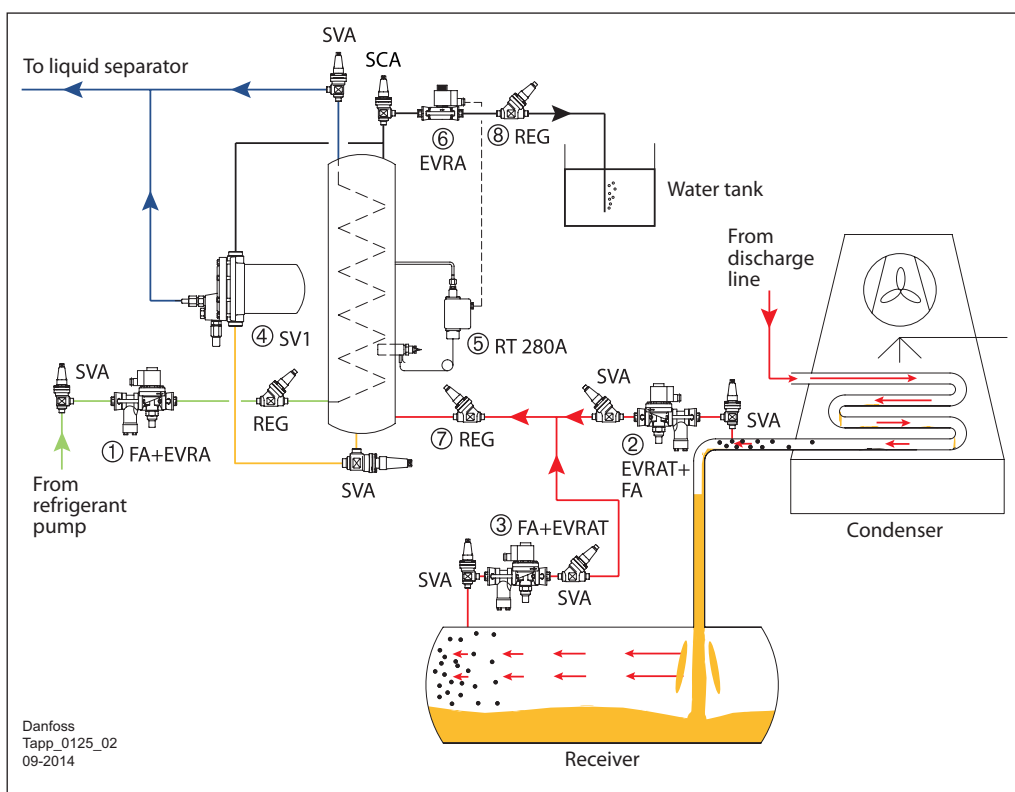 SVA
To liquid separator
SCA
⑥
EVRA
⑧ REG
Water tank
From
discharge
line
④ SV1
⑤ RT 280A
SVA
REG
① FA+EVRA
From
refrigerant
pump
SVA
⑦ REG
SVA
②
EVRAT+
FA
SVA
Condenser
③ FA+EVRAT
SVA
SVA
Receiver
Danfoss
Tapp_0125_02
09-2014